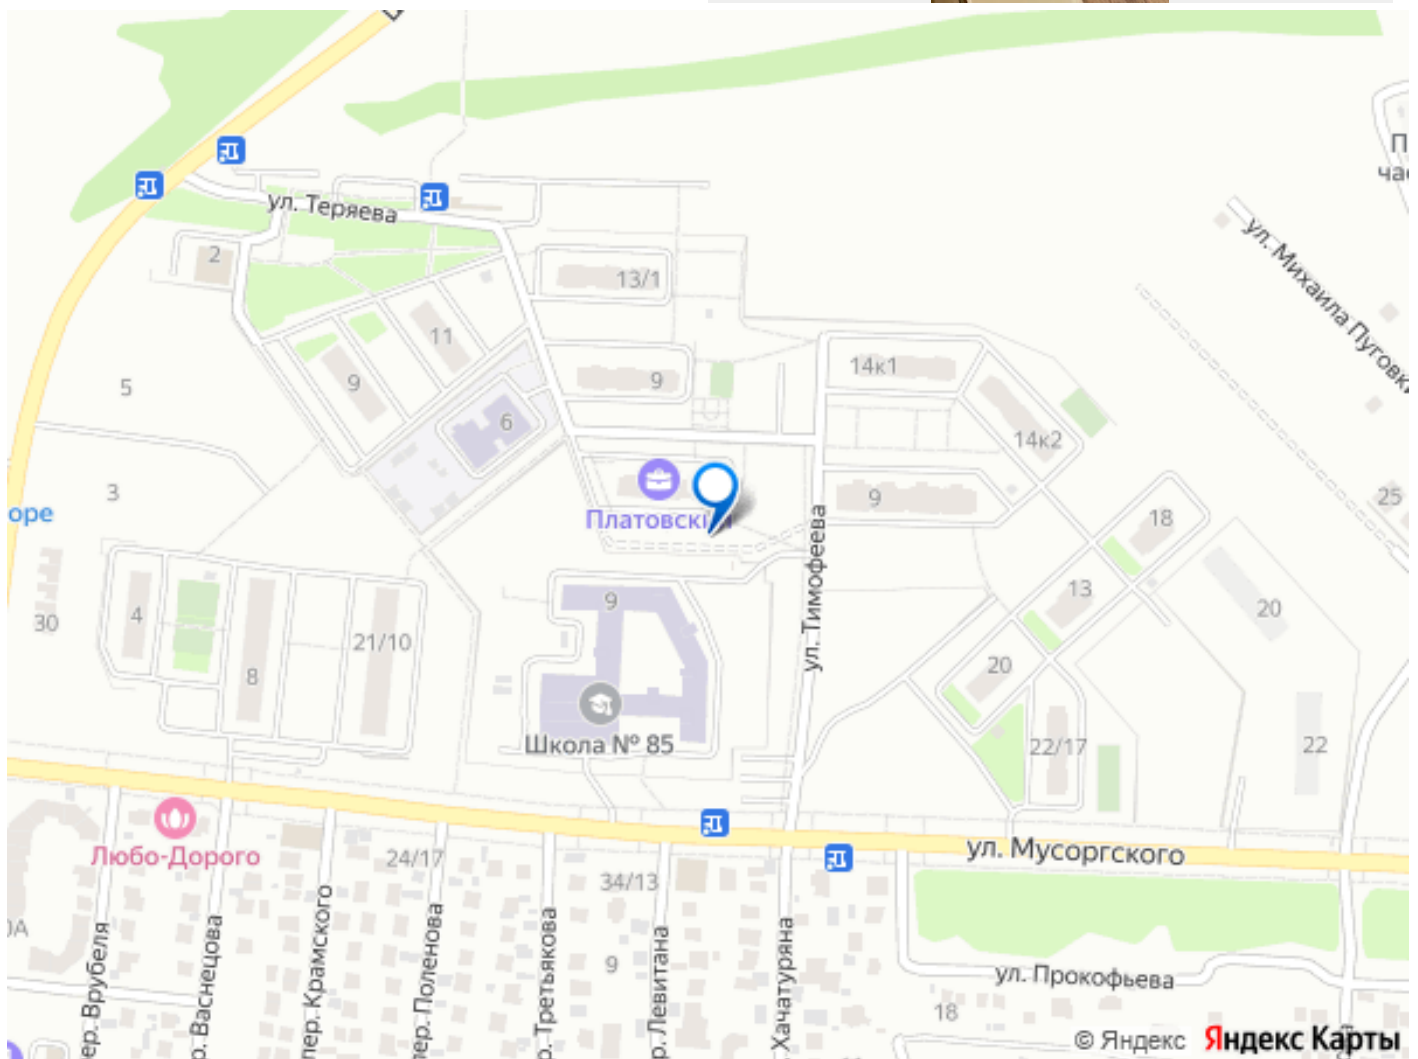 ул. Теряева
2
13/1
11
9
9
5
6
14к1
14к2
ул. Михаила Пуговки
25
3
Платовский
9
18
оре
30
4
8
21/10
9
ул. Тимофеева
13
20
20
22
22/17
Школа № 85
Любо-Дорого
24/17
34/13
ул. Мусоргского
9
ул. Прокофьева
18
пер. Врубеля
р. Васнецова
пер. Крамского
пер. Поленова
р. Третьякова
р. Левитана
. Хачатуряна
© Яндекс Яндекс Карты